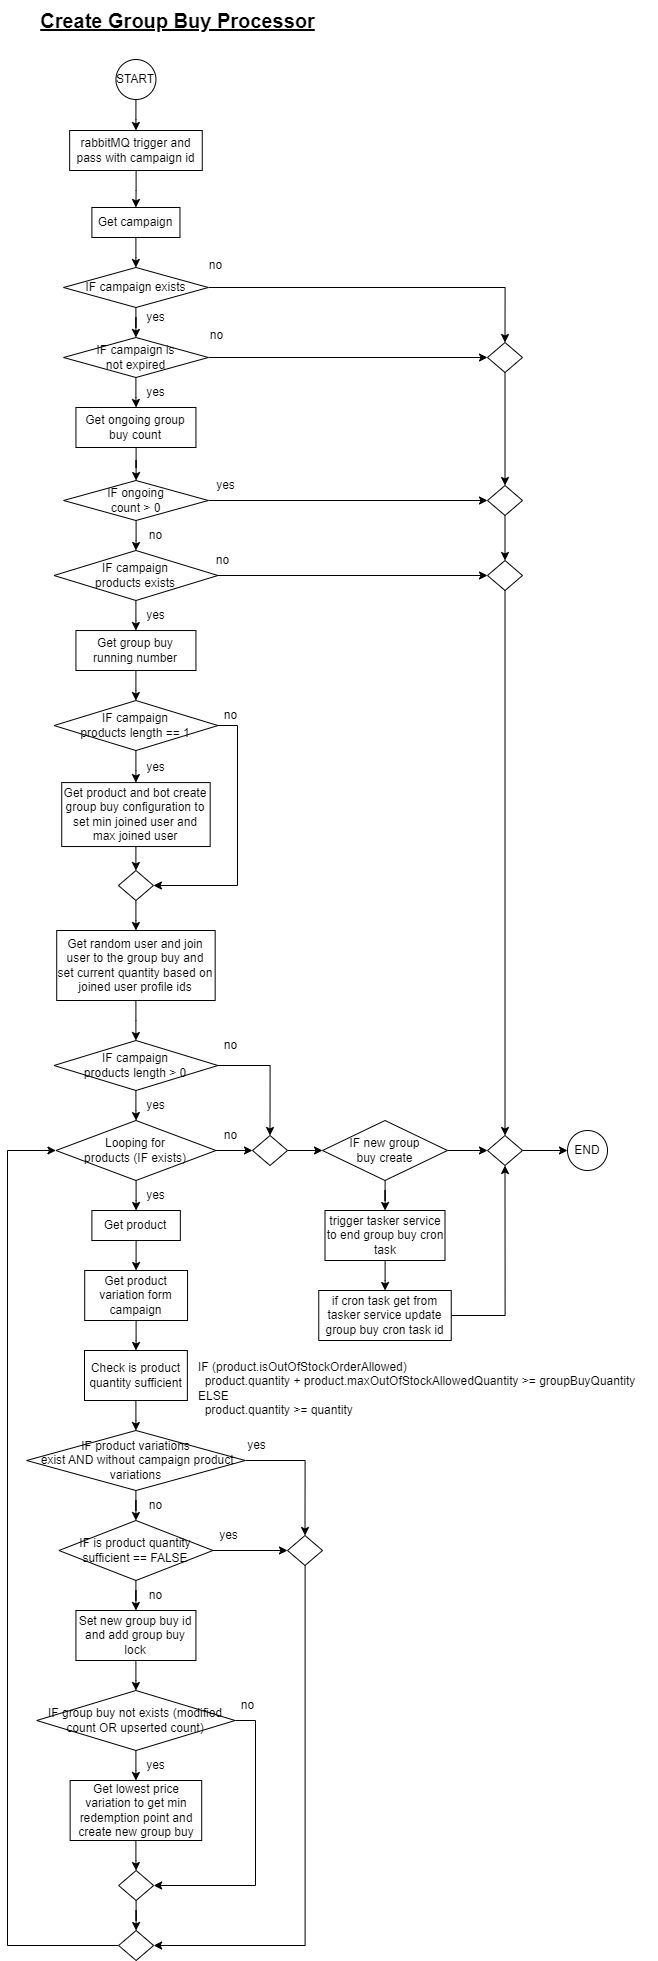 Create Group Buy Processor
START
rabbitMQ trigger and
pass with campaign id
Get campaign
no
IF campaign exists
yes
no
IF campaign is
not expired
yes
Get ongoing group
buy count
yes
IF ongoing
count > 0
no
no
IF campaign
products exists
yes
Get group buy
running number
no
IF campaign
products length == 1
yes
Get product and bot create
group buy configuration to
set min joined user and
max joined user
Get random user and join
user to the group buy and
set current quantity based on
joined user profile ids
no
IF campaign
products length > 0
yes
no
Looping for
products (IF exists)
IF new group
buy create
END
yes
Get product
trigger tasker service
to end group buy cron
task
Get product
variation form
campaign
if cron task get from
tasker service update
group buy cron task id
Check is product
quantity sufficient
IF (product.isOutOfStockOrderAllowed)
product.quantity + product.maxOutOfStockAllowedQuantity >= groupBuyQuantity
ELSE
product.quantity >= quantity
yes
IF product variations
exist AND without campaign product
variations
no
yes
IF is product quantity
sufficient == FALSE
no
Set new group buy id
and add group buy
lock
no
IF group buy not exists (modified
count OR upserted count)
yes
Get lowest price
variation to get min
redemption point and
create new group buy